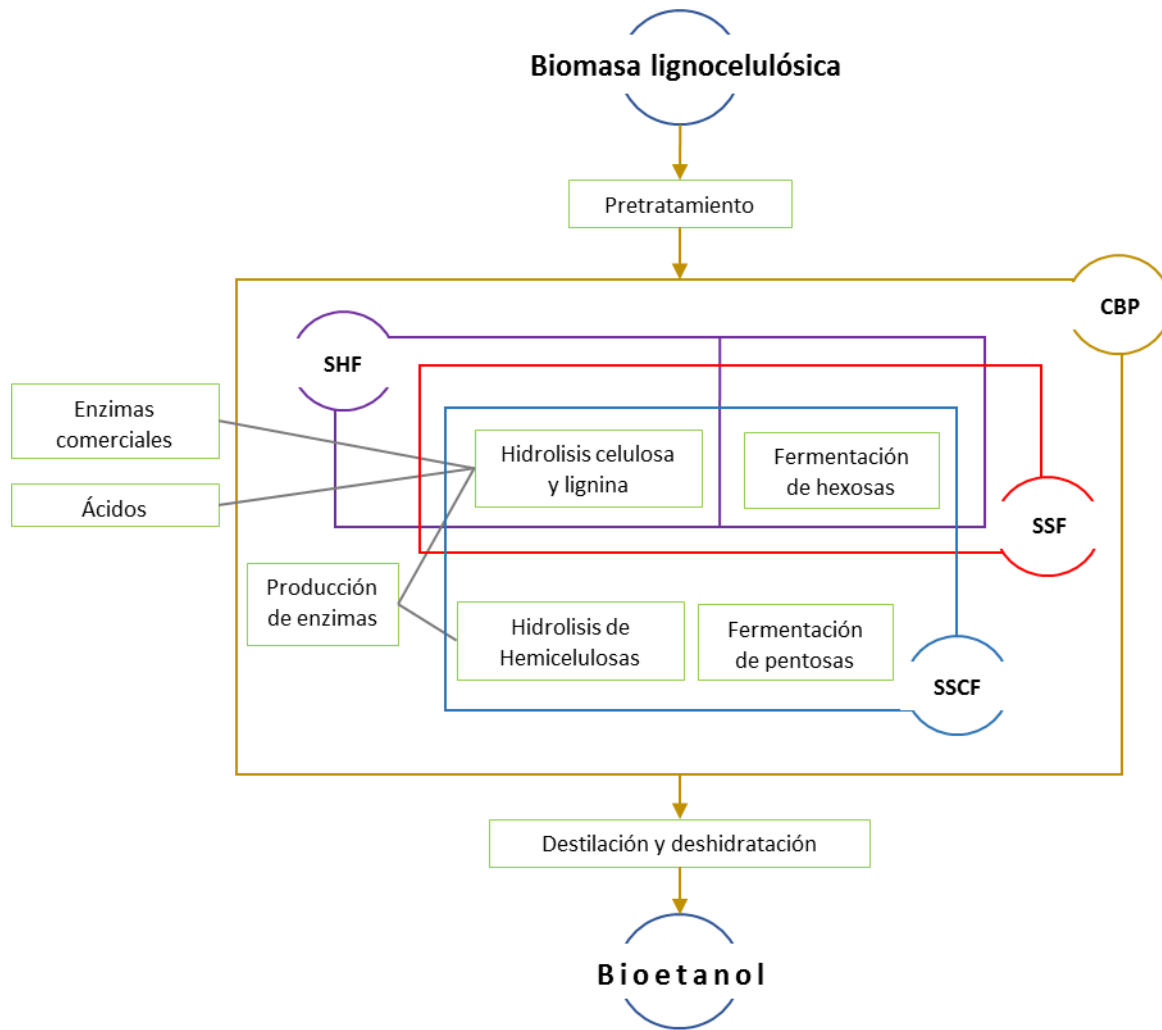 Biomasa lignocelulósica
Pretratamiento
CBP
SHF
Enzimas
comerciales
Hidrolisis celulosa
y lignina
Fermentación
de hexosas
Ácidos
SSF
Producción
de enzimas
Hidrolisis de
Hemicelulosas
Fermentación
de pentosas
SSCF
Destilación y deshidratación
Bioetanol